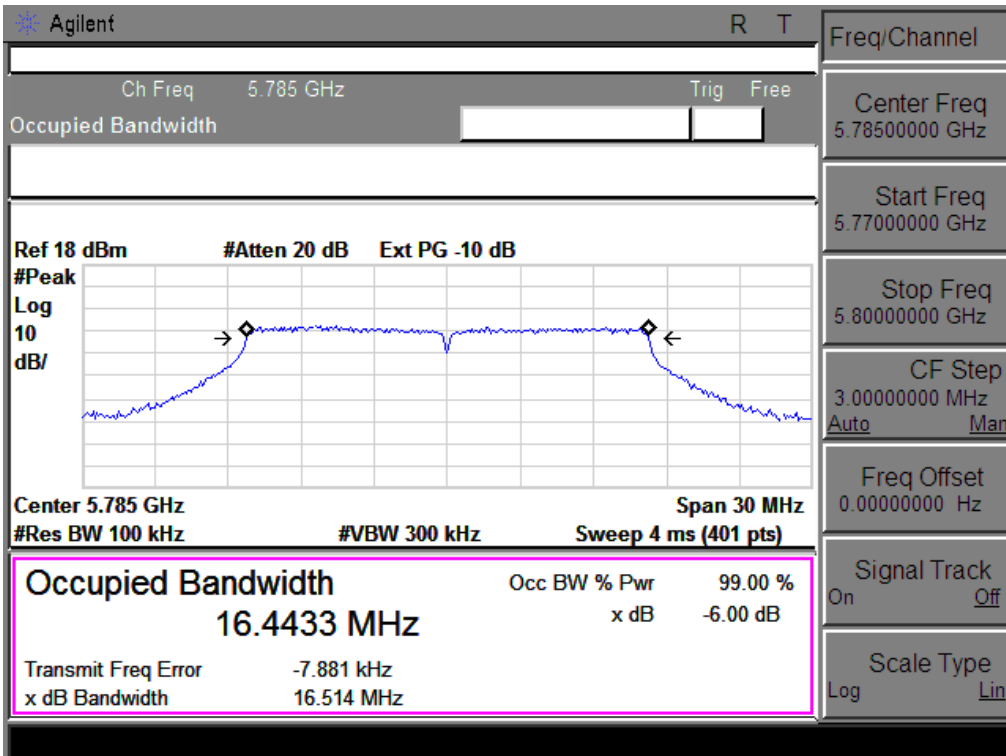 Agilent R T
Ch Freq 5.785 GHz Trig Free
Occupied Bandwidth
Ref 18 dBm #Atten 20 dB Ext PG -10 dB
#Peak
Log
10
dB/
Center 5.785 GHz Span 30 MHz
#Res BW 100 kHz #VBW 300 kHz Sweep 4 ms (401 pts)
Occupied Bandwidth Occ BW % Pwr 99.00 %
16.4433 MHz x dB -6.00 dB
Transmit Freq Error -7.881 kHz
x dB Bandwidth 16.514 MHz
Freq/Channel
Center Freq
5.78500000 GHz
Start Freq
5.77000000 GHz
Stop Freq
5.80000000 GHz
CF Step
3.00000000 MHz
Auto Man
Freq Offset
0.00000000 Hz
Signal Track
On Off
Scale Type
Log Lin